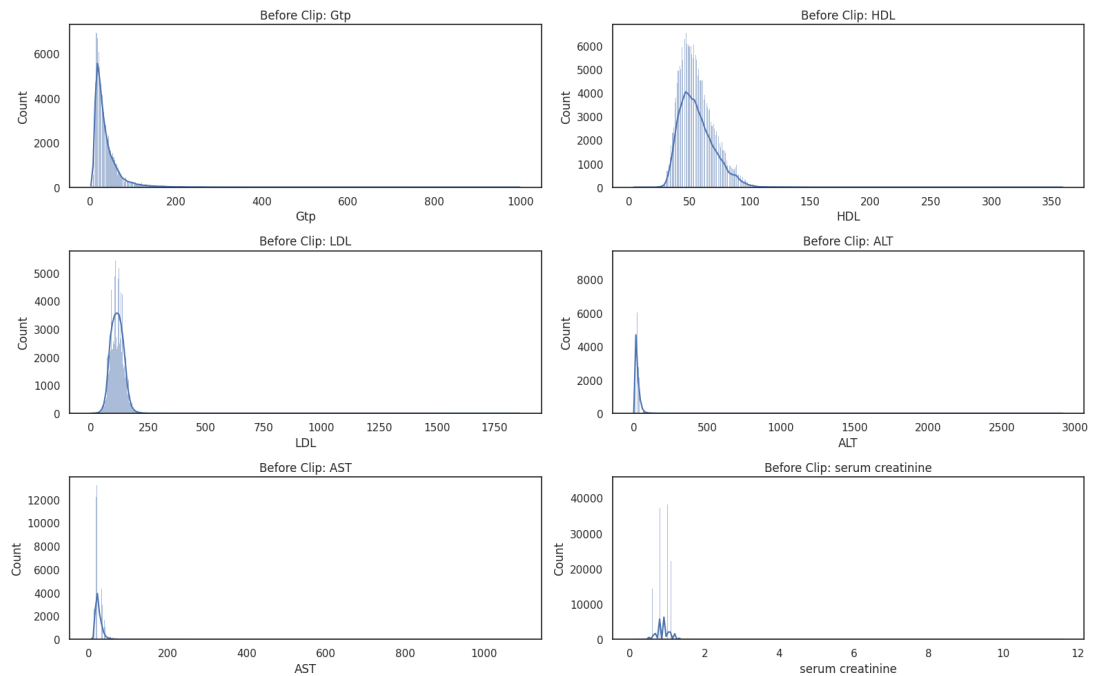 Before Clip: Gtp
6000
4000
2000
0
Count
0 200 400 600 800 1000
Gtp
Before Clip: HDL
6000
5000
4000
3000
2000
1000
0
Count
0 50 100 150 200 250 300 350
HDL
Before Clip: LDL
5000
4000
3000
2000
1000
0
Count
0 250 500 750 1000 1250 1500 1750
LDL
Before Clip: ALT
8000
6000
4000
2000
0
Count
0 500 1000 1500 2000 2500 3000
ALT
Before Clip: AST
12000
10000
8000
6000
4000
2000
0
Count
0 200 400 600 800 1000
AST
Before Clip: serum creatinine
40000
30000
20000
10000
0
Count
0 2 4 6 8 10 12
serum creatinine